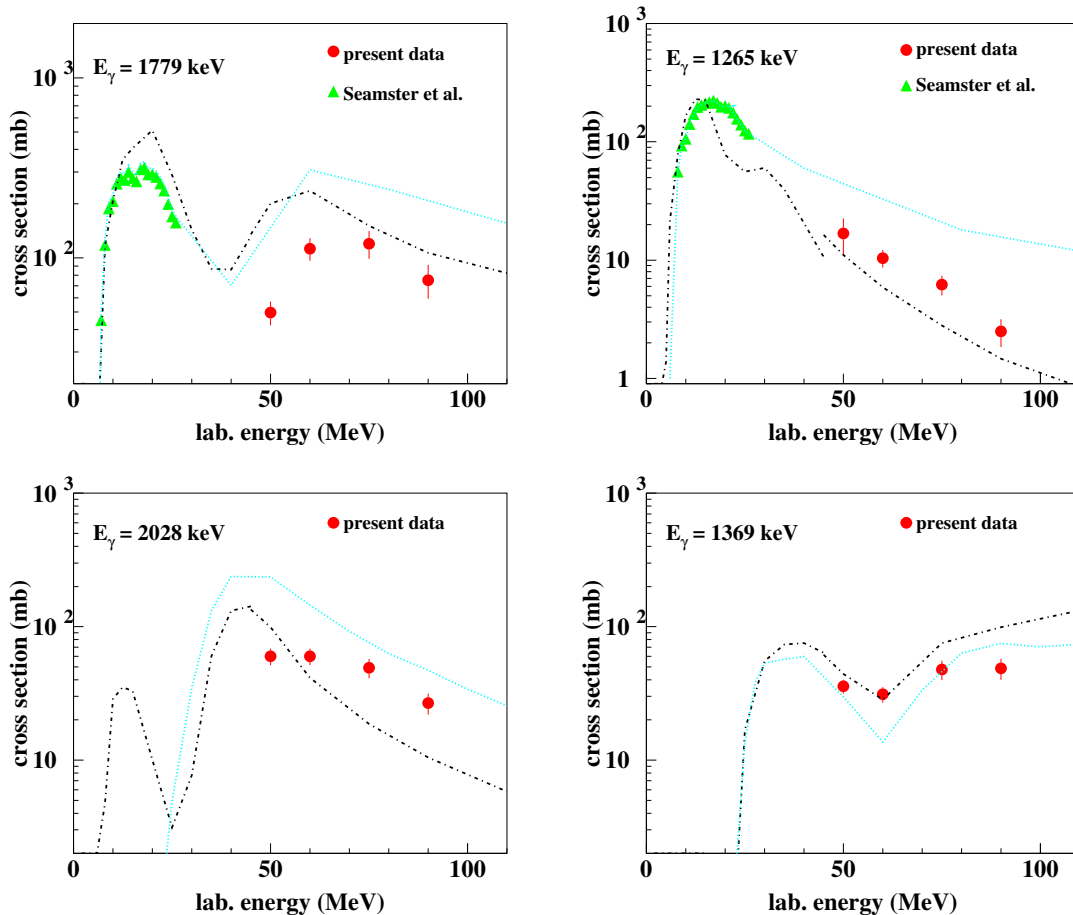 10³
10²
E_γ = 1779 keV
present data
Seamster et al.
cross section (mb)
0
50
100
lab. energy (MeV)
10³
10²
10
1
E_γ = 1265 keV
present data
Seamster et al.
cross section (mb)
0
50
100
lab. energy (MeV)
10³
10²
10
E_γ = 2028 keV
present data
cross section (mb)
0
50
100
lab. energy (MeV)
10³
10²
10
E_γ = 1369 keV
present data
cross section (mb)
0
50
100
lab. energy (MeV)